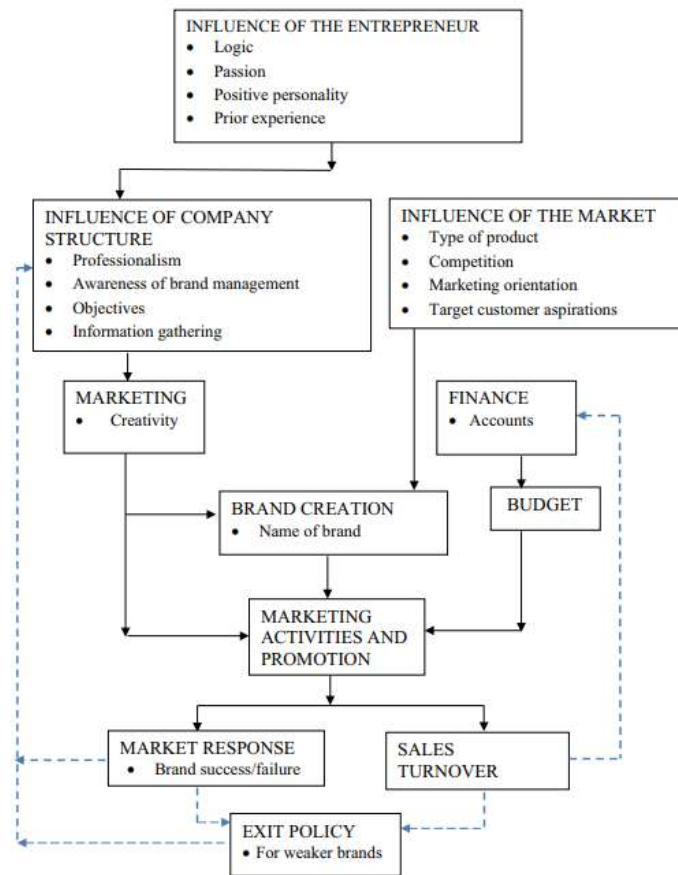 INFLUENCE OF THE ENTREPRENEUR
• Logic
• Passion
• Positive personality
• Prior experience
INFLUENCE OF COMPANY
STRUCTURE
• Professionalism
• Awareness of brand management
• Objectives
• Information gathering
INFLUENCE OF THE MARKET
• Type of product
• Competition
• Marketing orientation
• Target customer aspirations
MARKETING
• Creativity
FINANCE
• Accounts
BRAND CREATION
• Name of brand
BUDGET
MARKETING
ACTIVITIES AND
PROMOTION
MARKET RESPONSE
• Brand success/failure
SALES
TURNOVER
EXIT POLICY
• For weaker brands